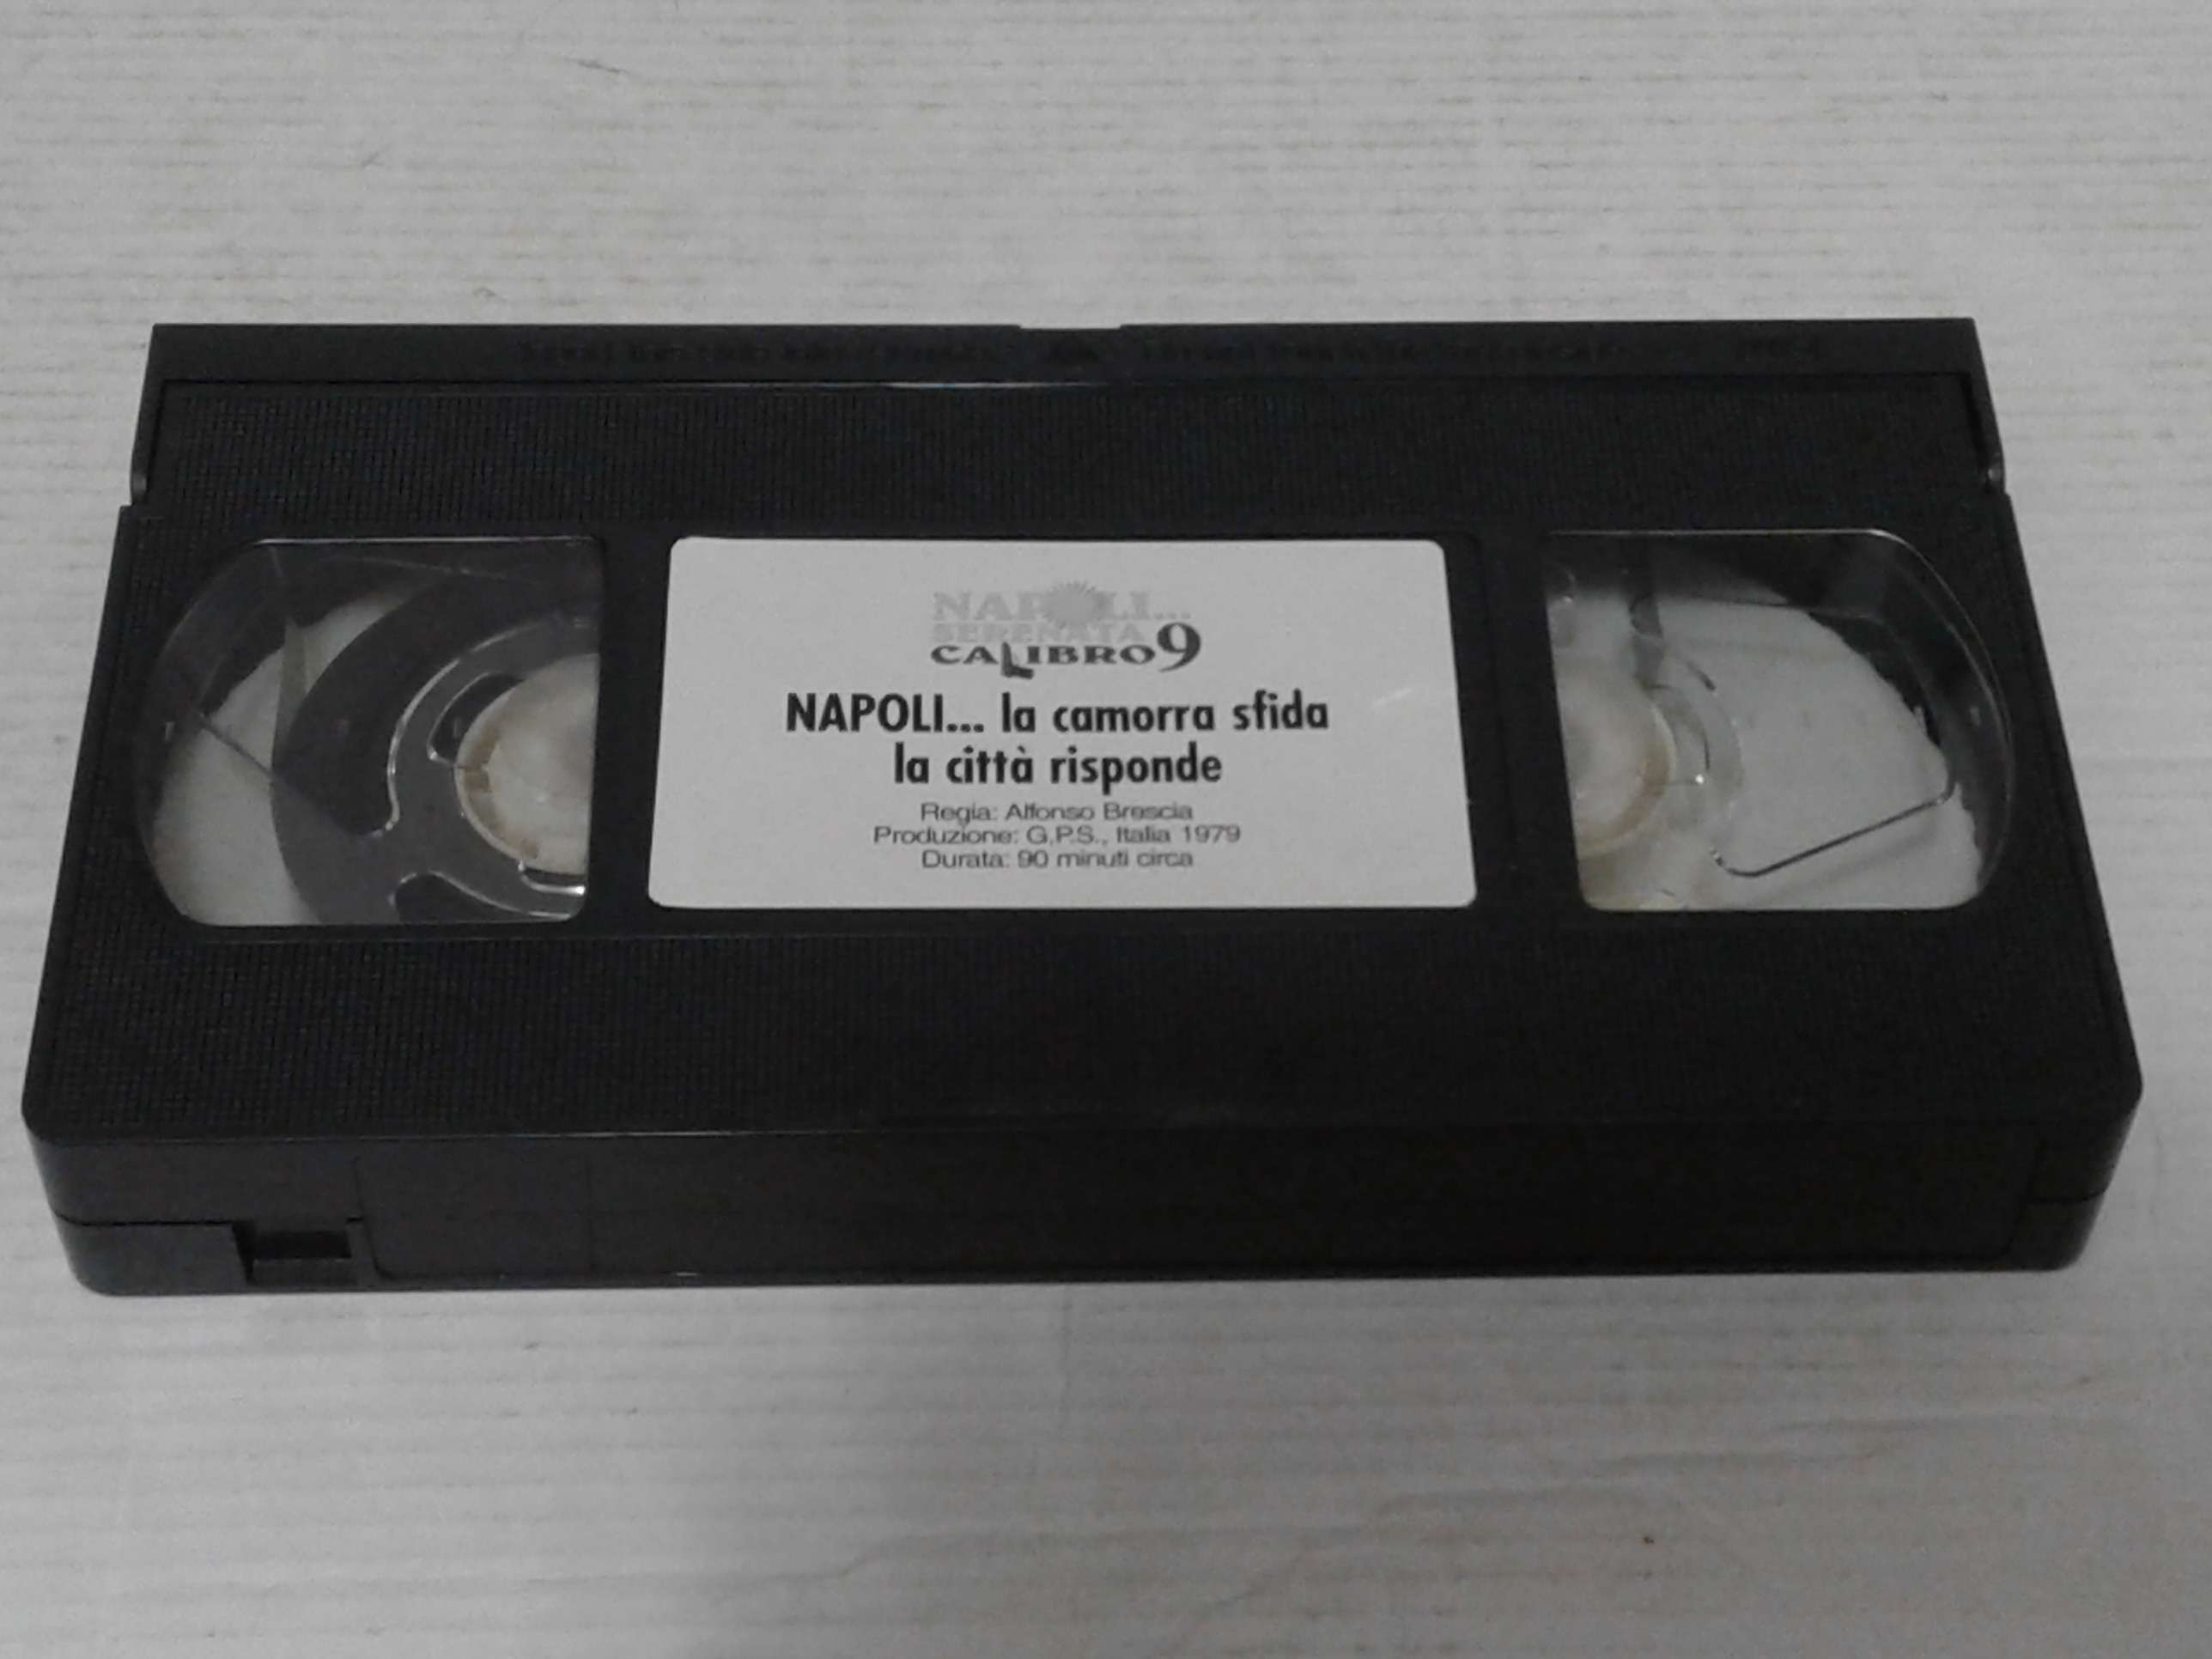 NAPOLI...
SERENATA
CALIBRO 9
NAPOLI... la camorra sfida
la città risponde
Regia: Alfonso Brescia
Produzione: G.P.S., Italia 1979
Durata: 90 minuti circa